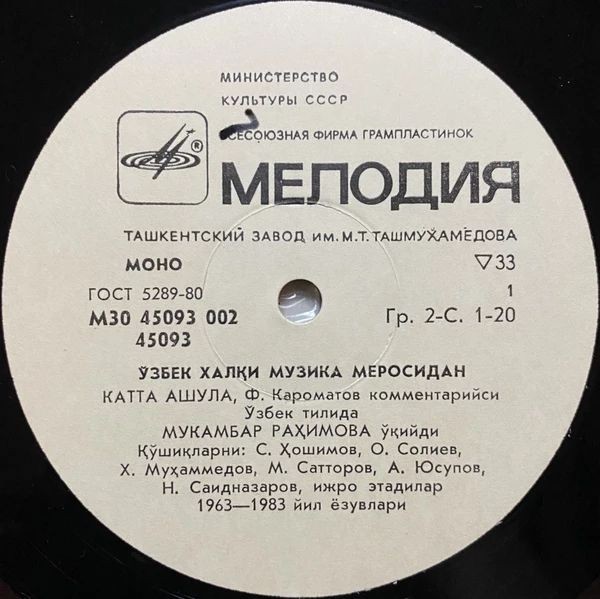 МИНИСТЕРСТВО
КУЛЬТУРЫ СССР
ВСЕСОЮЗНАЯ ФИРМА ГРАМПЛАСТИНОК
®
МЕЛОДИЯ
ТАШКЕНТСКИЙ ЗАВОД ИМ. М.Т. ТАШМУҲАМЕДОВА
МОНО ▽33
ГОСТ 5289-80 1
М30 45093 002 Гр. 2-С. 1-20
45093
ЎЗБЕК ХАЛҚИ МУЗИКА МЕРОСИДАН
КАТТА АШУЛА, Ф. Кароматов комментарийси
Ўзбек тилида
МУКАМБАР РАҲИМОВА ўқийди
Қўшиқларни: С. Ҳошимов, О. Солиев,
Х. Муҳаммедов, М. Сатторов, А. Юсупов,
Н. Саидназаров, ижро этадилар
1963—1983 йил ёзувлари